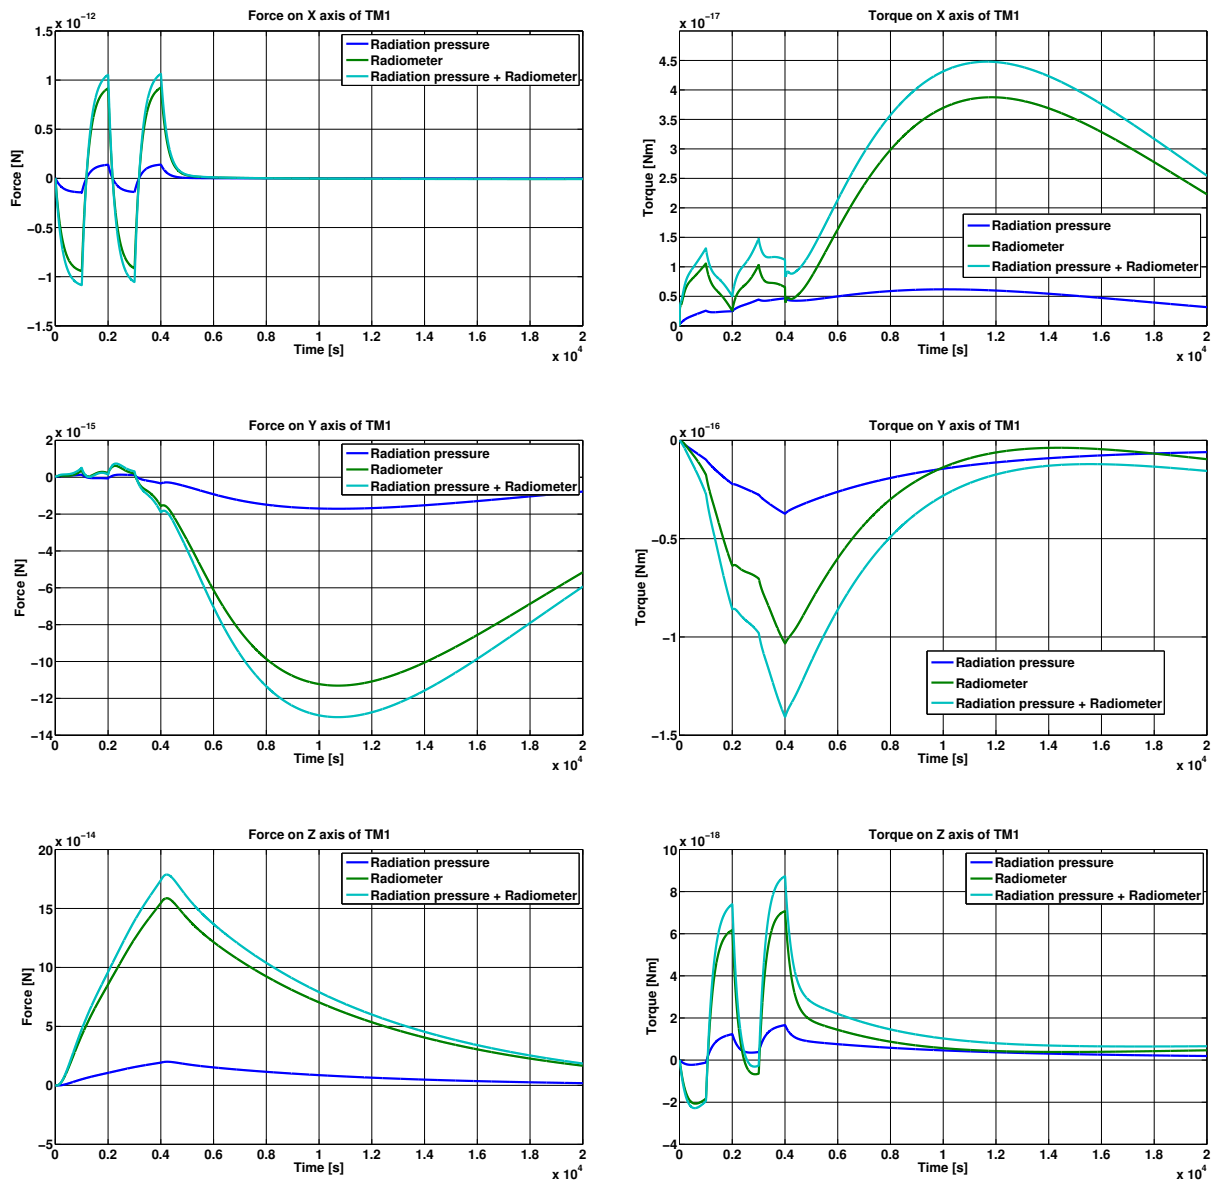 Force on X axis of TM1
x 10−12
Radiation pressure
Radiometer
Radiation pressure + Radiometer
1.5
1
0.5
0
−0.5
−1
−1.5
Force [N]
0 0.2 0.4 0.6 0.8 1 1.2 1.4 1.6 1.8 2
Time [s]
x 10^4
Torque on X axis of TM1
x 10−17
4.5
4
3.5
3
2.5
2
1.5
1
0.5
0
Torque [Nm]
Radiation pressure
Radiometer
Radiation pressure + Radiometer
0 0.2 0.4 0.6 0.8 1 1.2 1.4 1.6 1.8 2
Time [s]
x 10^4
Force on Y axis of TM1
x 10−15
Radiation pressure
Radiometer
Radiation pressure + Radiometer
2
0
−2
−4
−6
−8
−10
−12
−14
Force [N]
0 0.2 0.4 0.6 0.8 1 1.2 1.4 1.6 1.8 2
Time [s]
x 10^4
Torque on Y axis of TM1
x 10−16
0
−0.5
−1
−1.5
Torque [Nm]
Radiation pressure
Radiometer
Radiation pressure + Radiometer
0 0.2 0.4 0.6 0.8 1 1.2 1.4 1.6 1.8 2
Time [s]
x 10^4
Force on Z axis of TM1
x 10−14
Radiation pressure
Radiometer
Radiation pressure + Radiometer
20
15
10
5
0
−5
Force [N]
0 0.2 0.4 0.6 0.8 1 1.2 1.4 1.6 1.8 2
Time [s]
x 10^4
Torque on Z axis of TM1
x 10−18
Radiation pressure
Radiometer
Radiation pressure + Radiometer
10
8
6
4
2
0
−2
−4
Torque [Nm]
0 0.2 0.4 0.6 0.8 1 1.2 1.4 1.6 1.8 2
Time [s]
x 10^4